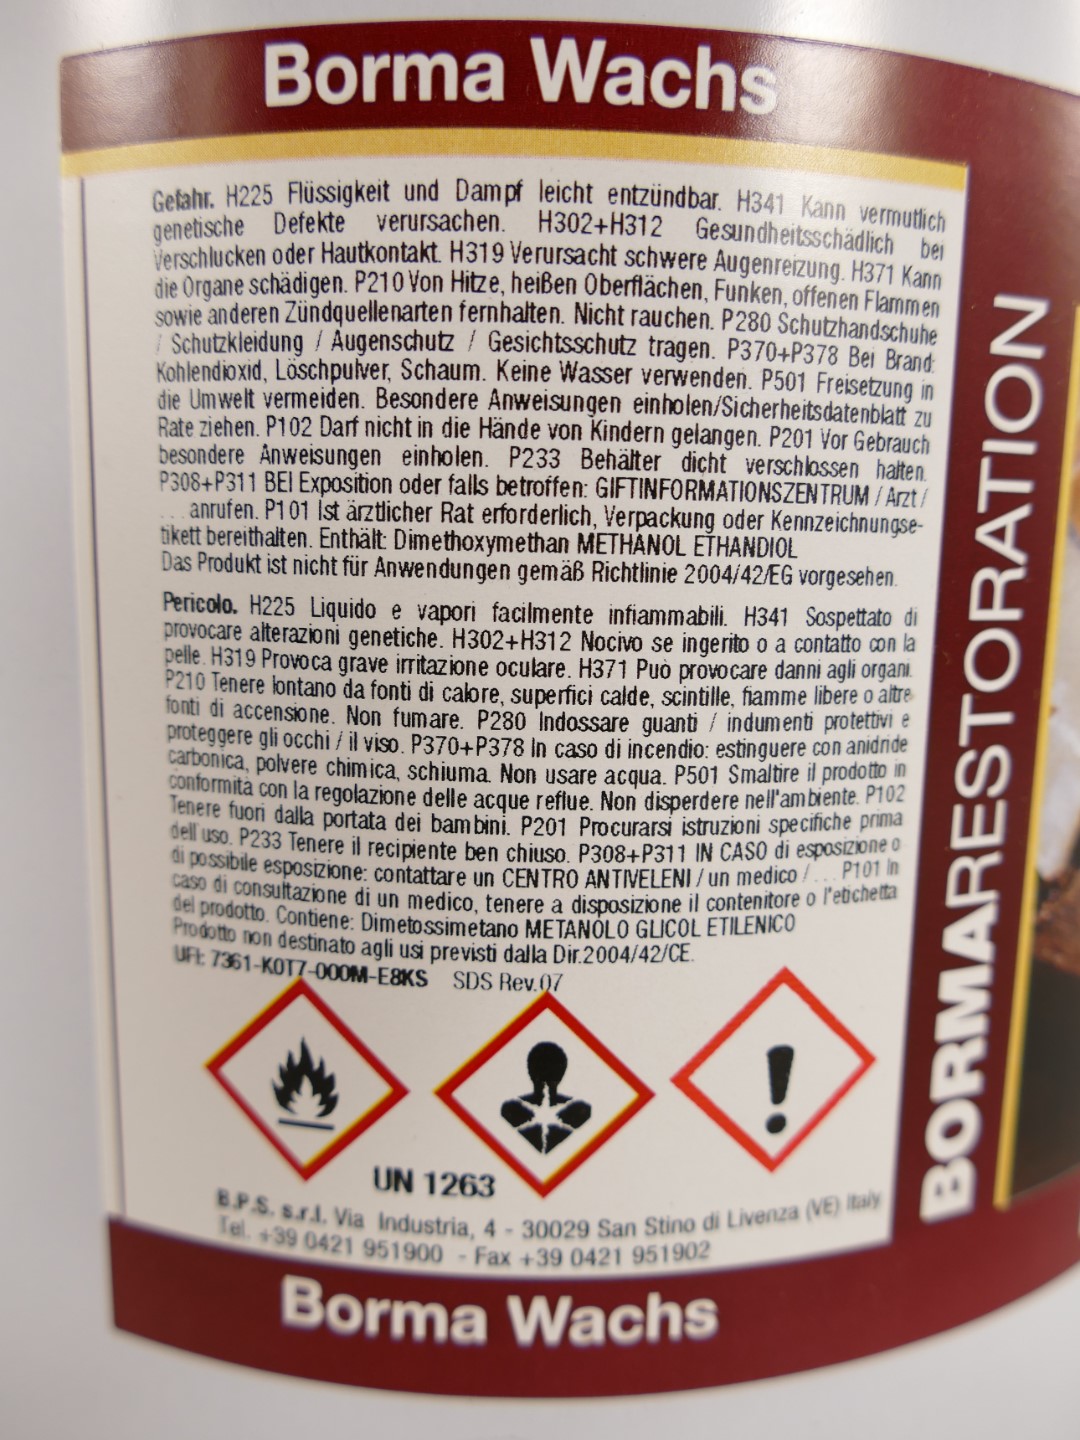 Borma Wachs
Gefahr. H225 Flüssigkeit und Dampf leicht entzündbar. H341 Kann vermutlich
genetische Defekte verursachen. H302+H312 Gesundheitsschädlich bei
Verschlucken oder Hautkontakt. H319 Verursacht schwere Augenreizung. H371 Kann
die Organe schädigen. P210 Von Hitze, heißen Oberflächen, Funken, offenen Flammen
sowie anderen Zündquellenarten fernhalten. Nicht rauchen. P280 Schutzhandschuhe
/ Schutzkleidung / Augenschutz / Gesichtsschutz tragen. P370+P378 Bei Brand:
Kohlendioxid, Löschpulver, Schaum. Keine Wasser verwenden. P501 Freisetzung in
die Umwelt vermeiden. Besondere Anweisungen einholen/Sicherheitsdatenblatt zu
Rate ziehen. P102 Darf nicht in die Hände von Kindern gelangen. P201 Vor Gebrauch
besondere Anweisungen einholen. P233 Behälter dicht verschlossen halten.
P308+P311 BEI Exposition oder falls betroffen: GIFTINFORMATIONSZENTRUM / Arzt /
... anrufen. P101 Ist ärztlicher Rat erforderlich, Verpackung oder Kennzeichnungse-
tikett bereithalten. Enthält: Dimethoxymethan METHANOL ETHANDIOL
Das Produkt ist nicht für Anwendungen gemäß Richtlinie 2004/42/EG vorgesehen.
Pericolo. H225 Liquido e vapori facilmente infiammabili. H341 Sospettato di
provocare alterazioni genetiche. H302+H312 Nocivo se ingerito o a contatto con la
pelle. H319 Provoca grave irritazione oculare. H371 Può provocare danni agli organi.
P210 Tenere lontano da fonti di calore, superfici calde, scintille, fiamme libere o altre
fonti di accensione. Non fumare. P280 Indossare guanti / indumenti protettivi e
proteggere gli occhi / il viso. P370+P378 In caso di incendio: estinguere con anidride
carbonica, polvere chimica, schiuma. Non usare acqua. P501 Smaltire il prodotto in
conformità con la regolazione delle acque reflue. Non disperdere nell'ambiente. P102
Tenere fuori dalla portata dei bambini. P201 Procurarsi istruzioni specifiche prima
dell'uso. P233 Tenere il recipiente ben chiuso. P308+P311 IN CASO di esposizione o
di possibile esposizione: contattare un CENTRO ANTIVELENI / un medico / ... P101 In
caso di consultazione di un medico, tenere a disposizione il contenitore o l'etichetta
del prodotto. Contiene: Dimetossimetano METANOLO GLICOL ETILENICO
Prodotto non destinato agli usi previsti dalla Dir.2004/42/CE.
UFI: 7361-K0T7-000M-E8KS SDS Rev.07
UN 1263
B.P.S. s.r.l. Via Industria, 4 - 30029 San Stino di Livenza (VE) Italy
Tel. +39 0421 951900 - Fax +39 0421 951902
Borma Wachs
BORMARESTORATION